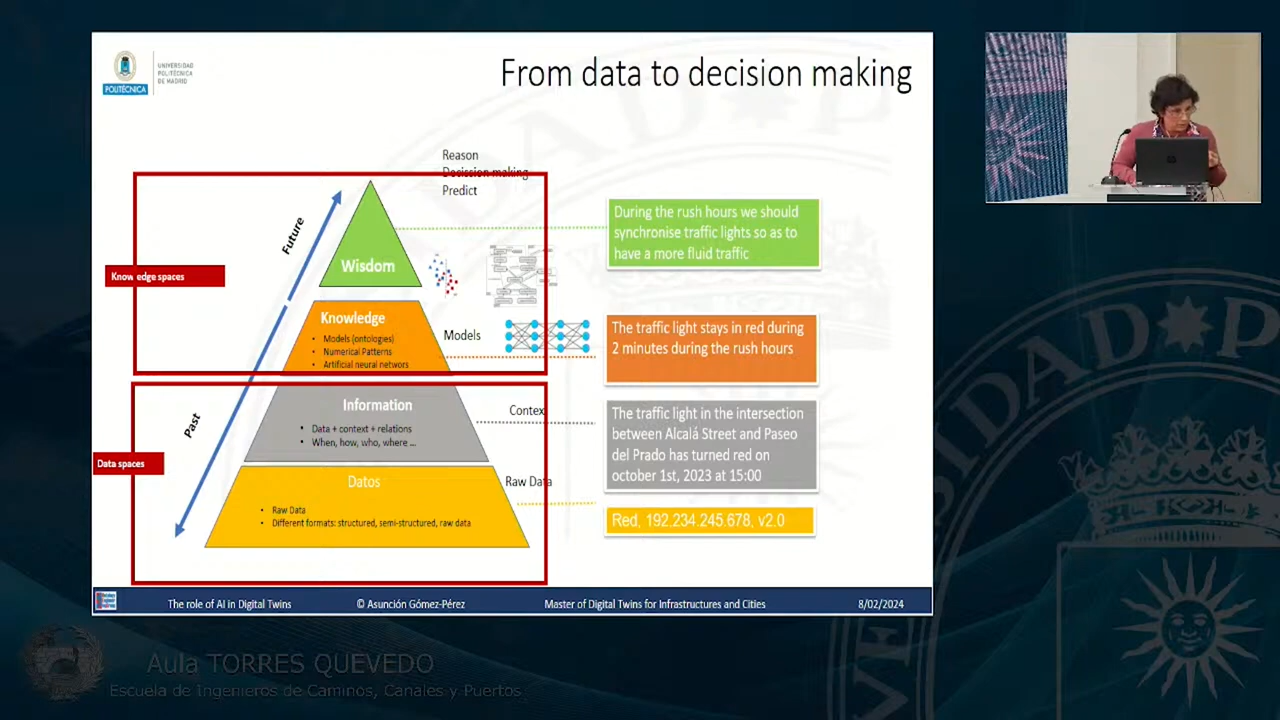 POLITÉCNICA
UNIVERSIDAD
POLITÉCNICA
DE MADRID
From data to decision making
Reason
Decission making
Predict
Future
Past
Knowledge spaces
Data spaces
Wisdom
Knowledge
• Models (ontologies)
• Numerical Patterns
• Artificial neural networs
Models
Information
• Data + context + relations
• When, how, who, where ...
Contex
Datos
• Raw Data
• Different formats: structured, semi-structured, raw data
Raw Data
During the rush hours we should
synchronise traffic lights so as to
have a more fluid traffic
The traffic light stays in red during
2 minutes during the rush hours
The traffic light in the intersection
between Alcalá Street and Paseo
del Prado has turned red on
october 1st, 2023 at 15:00
Red, 192.234.245.678, v2.0
The role of AI in Digital Twins
© Asunción Gómez-Pérez
Master of Digital Twins for Infrastructures and Cities
8/02/2024
Aula TORRES QUEVEDO
Escuela de Ingenieros de Caminos, Canales y Puertos